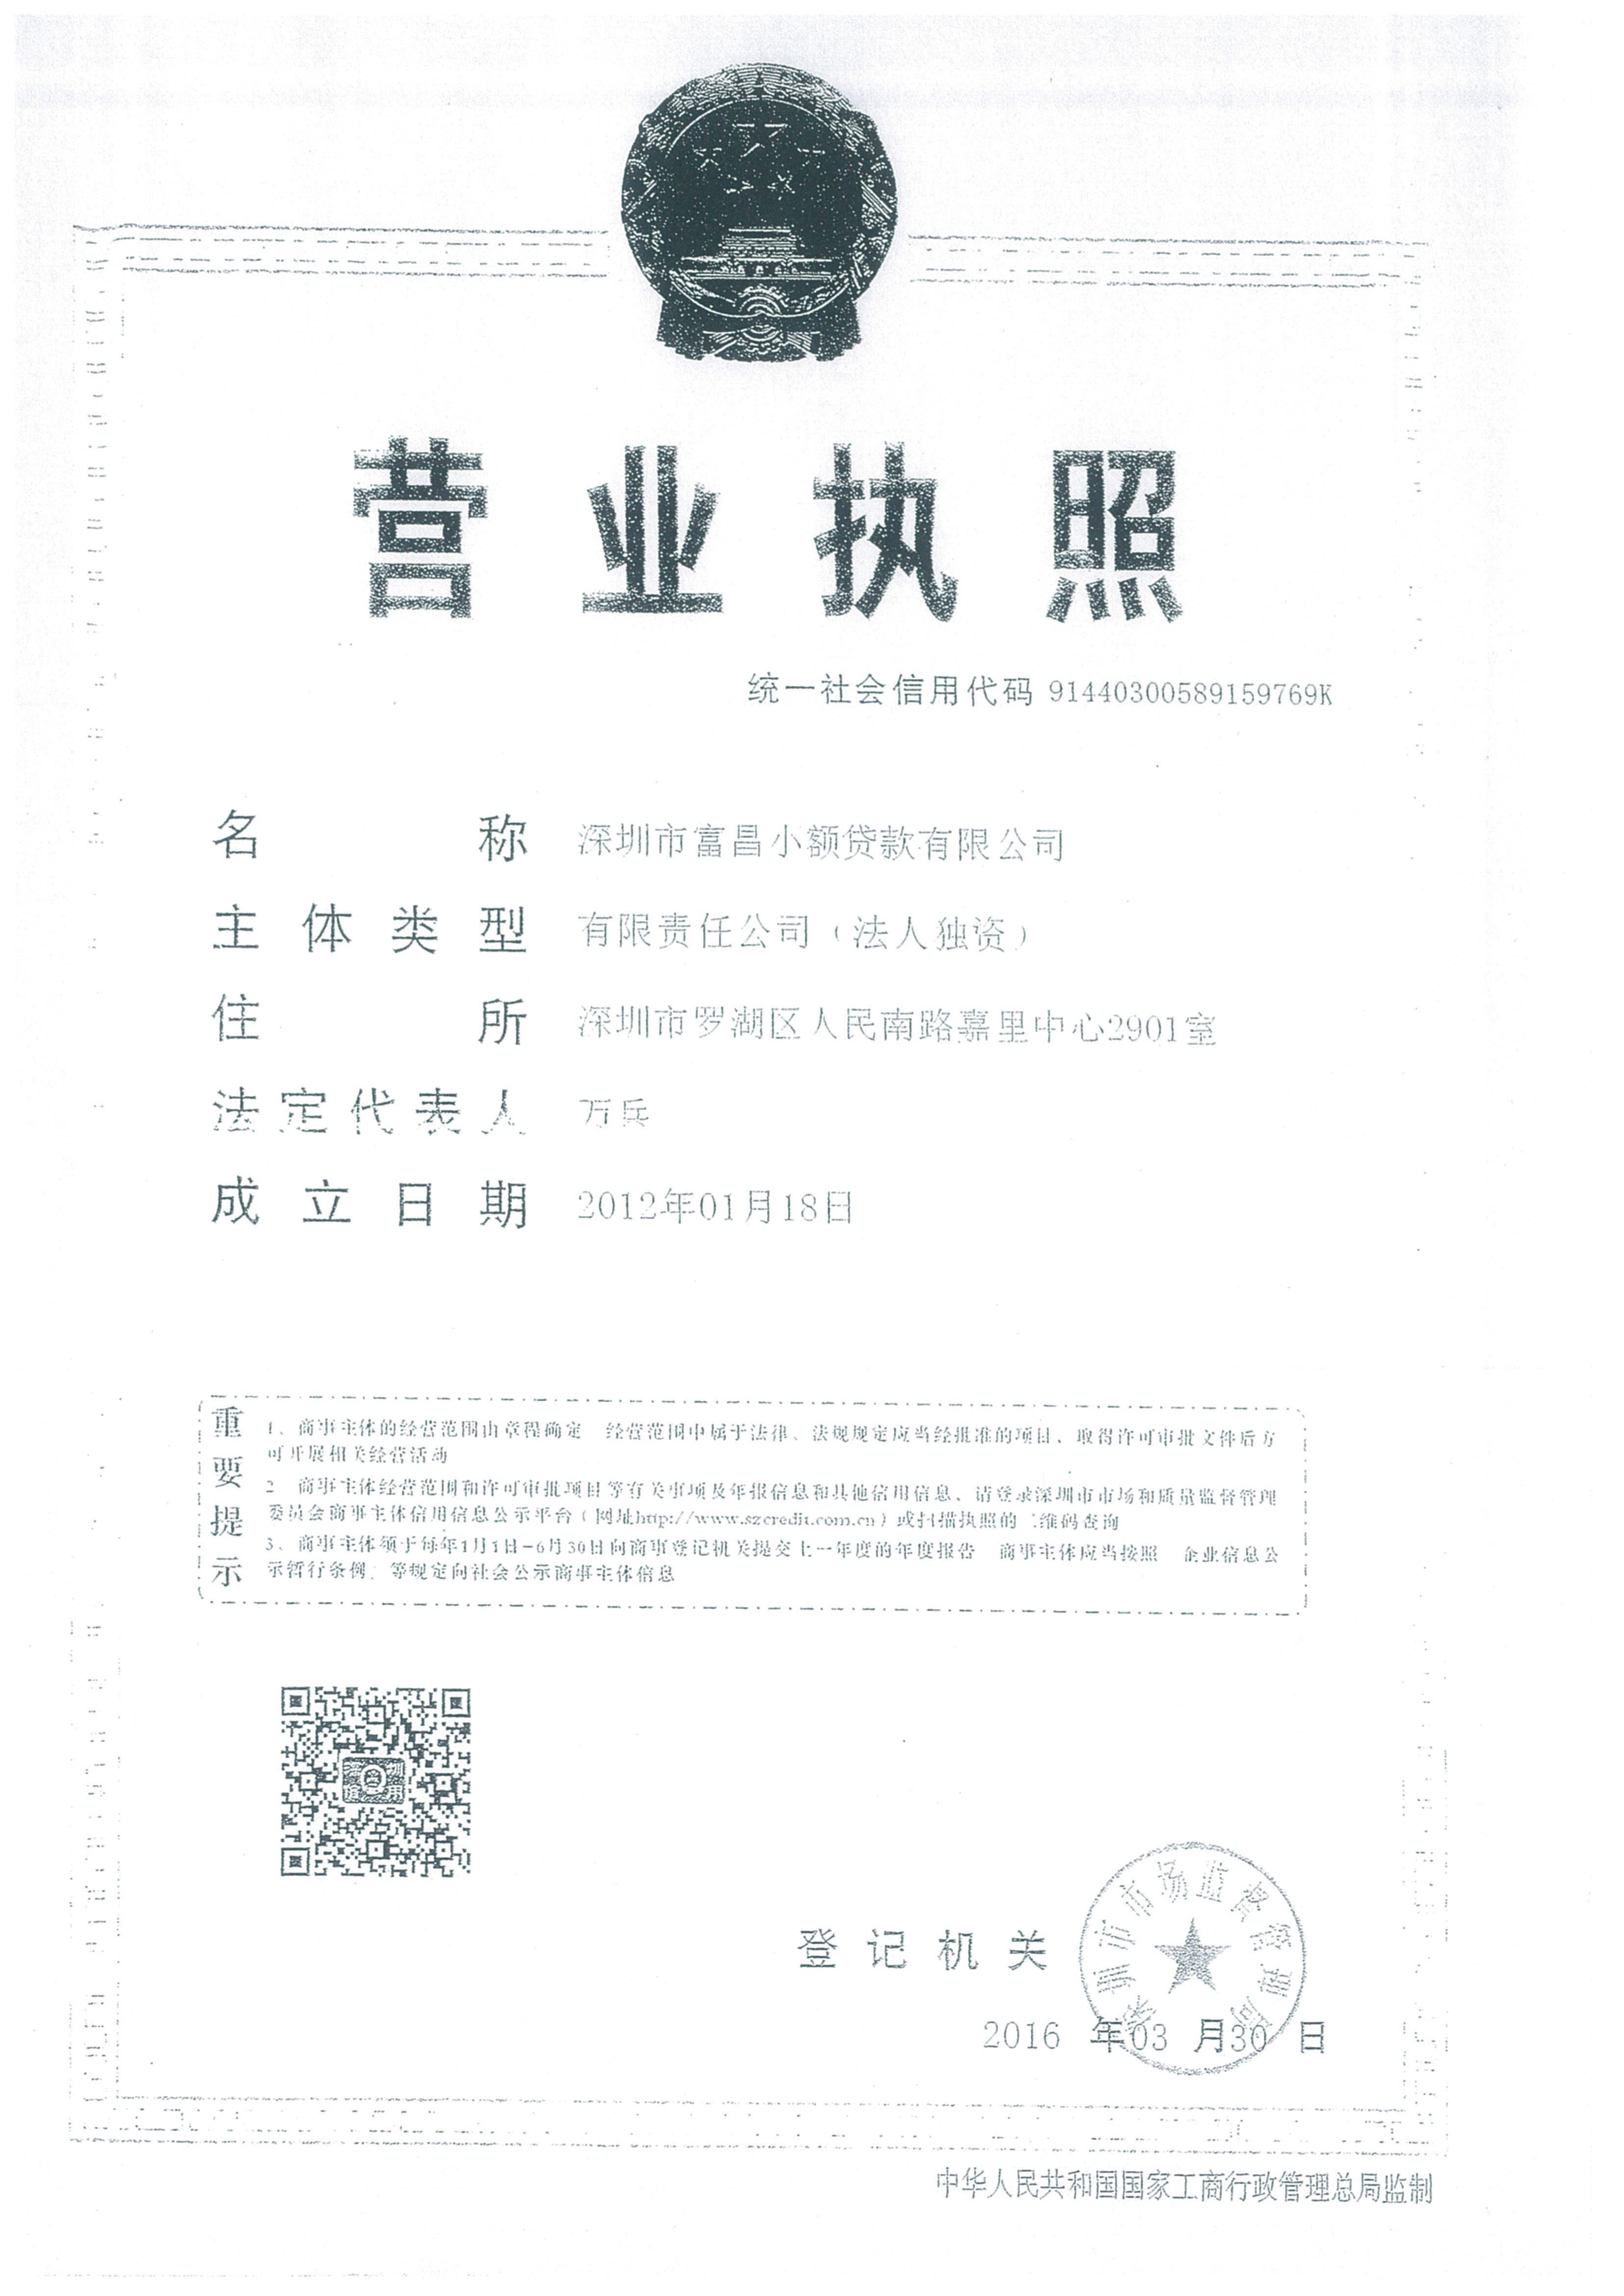 营业执照
统一社会信用代码 91440300589159769K
名称 深圳市富昌小额贷款有限公司
主体类型 有限责任公司（法人独资）
住所 深圳市罗湖区人民南路嘉里中心2901室
法定代表人 万兵
成立日期 2012年01月18日
重要提示
1、商事主体的经营范围由章程确定 经营范围中属于法律、法规规定应当经批准的项目、取得许可审批文件后方
可开展相关经营活动
2 商事主体经营范围和许可审批项目等有关事项及年报信息和其他信用信息、请登录深圳市市场和质量监督管理
委员会商事主体信用信息公示平台（网址http://www.szcredit.com.cn）或扫描执照的二维码查询
3、商事主体须于每年1月1日-6月30日向商事登记机关提交上一年度的年度报告 商事主体应当按照 企业信息公
示暂行条例 等规定向社会公示商事主体信息
登记机关
深圳市市场监督管理局
2016 年03 月30 日
中华人民共和国国家工商行政管理总局监制